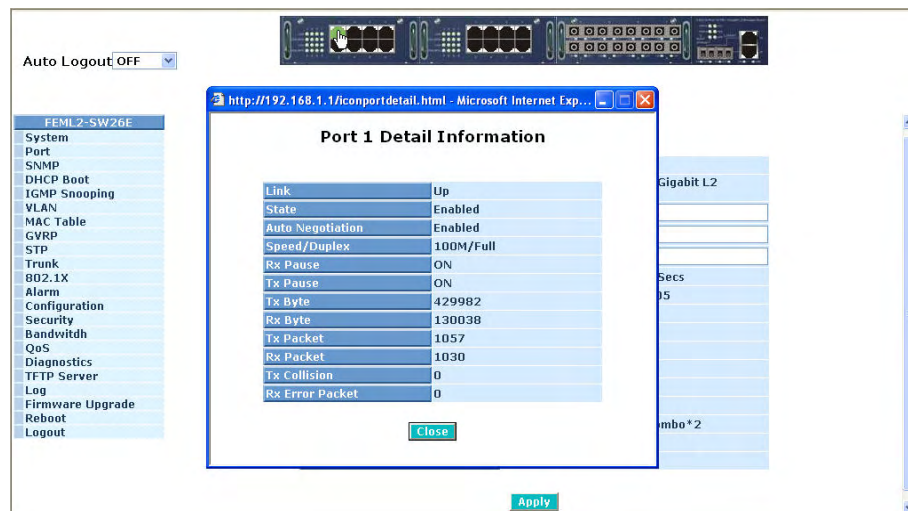 Auto Logout OFF
http://192.168.1.1/iconportdetail.html - Microsoft Internet Exp...
FEML2-SW26E
System
Port
SNMP
DHCP Boot
IGMP Snooping
VLAN
MAC Table
GVRP
STP
Trunk
802.1X
Alarm
Configuration
Security
Bandwitdh
QoS
Diagnostics
TFTP Server
Log
Firmware Upgrade
Reboot
Logout
Port 1 Detail Information
Link Up
State Enabled
Auto Negotiation Enabled
Speed/Duplex 100M/Full
Rx Pause ON
Tx Pause ON
Tx Byte 429982
Rx Byte 130038
Tx Packet 1057
Rx Packet 1030
Tx Collision 0
Rx Error Packet 0
Close
Gigabit L2
Secs
05
ombo*2
Apply